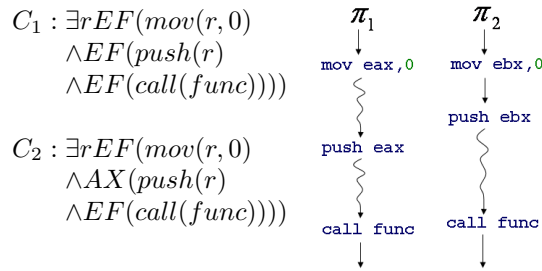 C₁ : ∃rEF(mov(r, 0)
∧EF(push(r)
∧EF(call(func))))
C₂ : ∃rEF(mov(r, 0)
∧AX(push(r)
∧EF(call(func))))
π₁
mov eax,0
push eax
call func
π₂
mov ebx,0
push ebx
call func